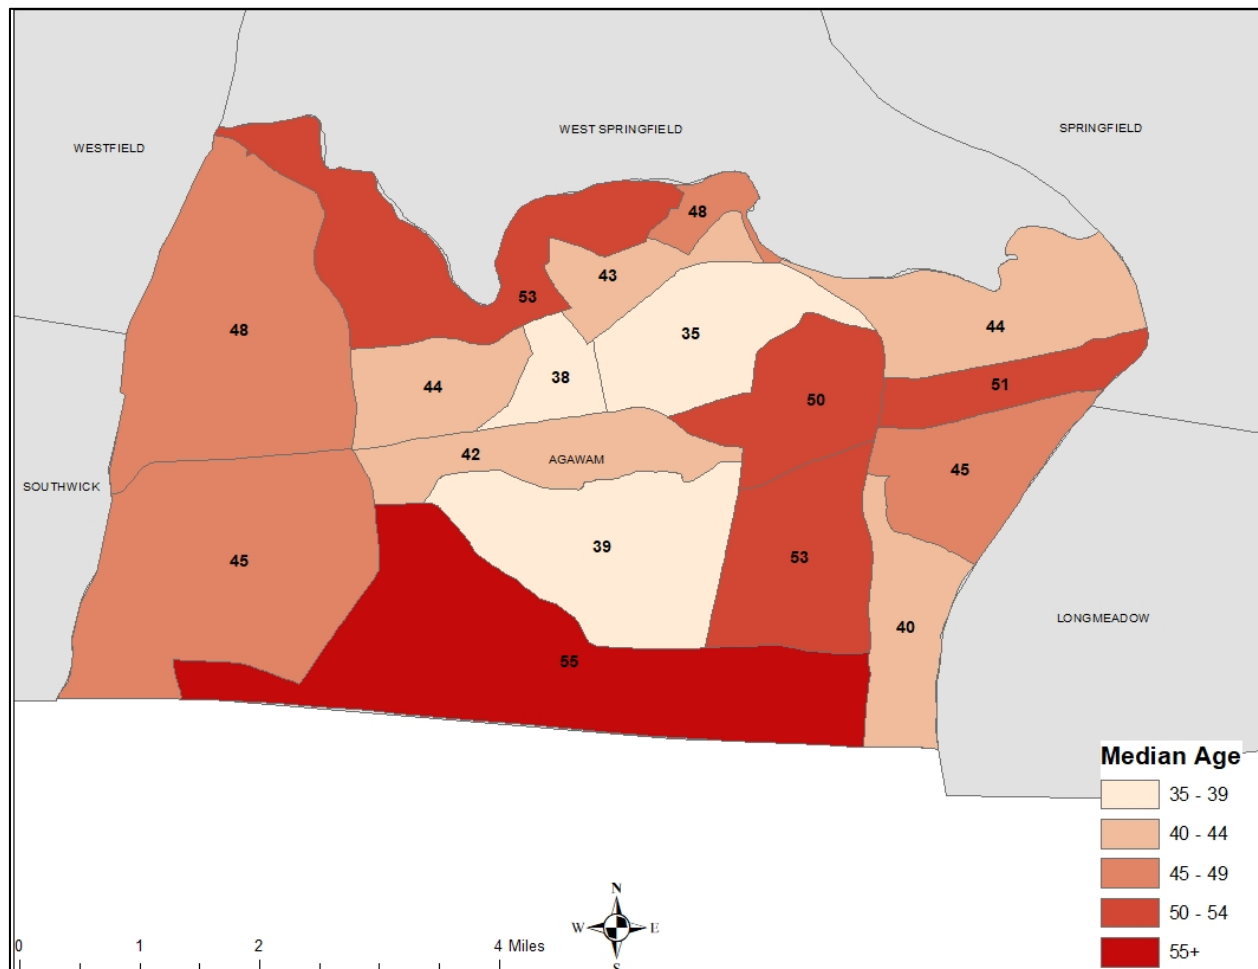 WEST SPRINGFIELD
SPRINGFIELD
WESTFIELD
48
43
53
44
48
35
38
44
51
50
42
AGAWAM
45
SOUTHWICK
39
53
45
40
LONGMEADOW
55
Median Age
35 - 39
40 - 44
45 - 49
50 - 54
55+
N
W E
S
0 1 2 4 Miles